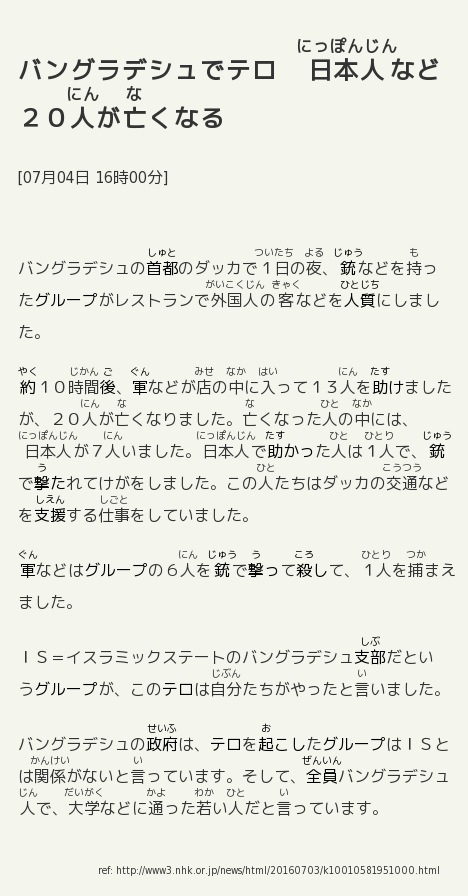 バングラデシュでテロ　日本人など
２０人が亡くなる
[07月04日 16時00分]
バングラデシュの首都のダッカで１日の夜、銃などを持っ
たグループがレストランで外国人の客などを人質にしまし
た。
約１０時間後、軍などが店の中に入って１３人を助けました
が、２０人が亡くなりました。亡くなった人の中には、
日本人が７人いました。日本人で助かった人は１人で、銃
で撃たれてけがをしました。この人たちはダッカの交通など
を支援する仕事をしていました。
軍などはグループの６人を銃で撃って殺して、１人を捕まえ
ました。
ＩＳ＝イスラミックステートのバングラデシュ支部だとい
うグループが、このテロは自分たちがやったと言いました。
バングラデシュの政府は、テロを起こしたグループはＩＳと
は関係がないと言っています。そして、全員バングラデシュ
人で、大学などに通った若い人だと言っています。
ref: http://www3.nhk.or.jp/news/html/20160703/k10010581951000.html